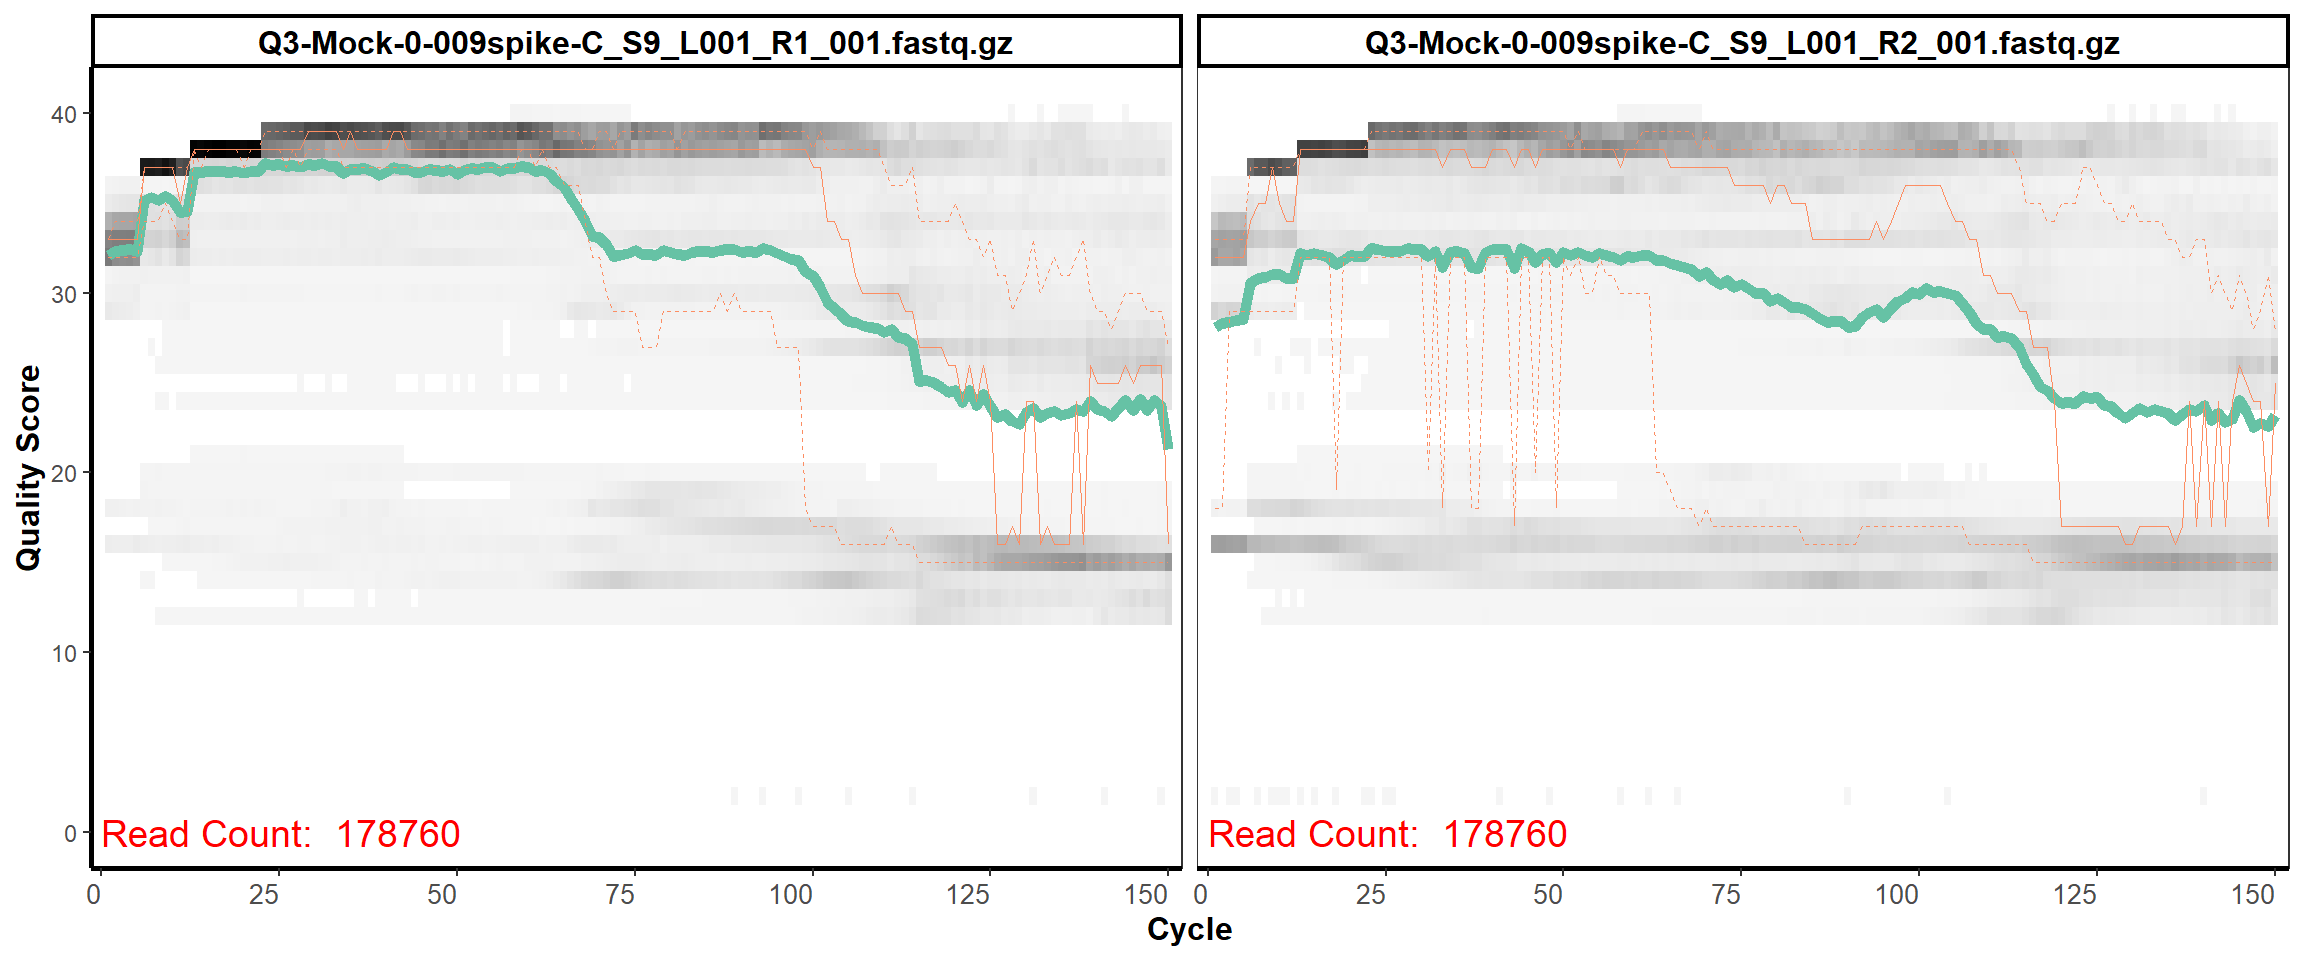 Q3-Mock-0-009spike-C_S9_L001_R1_001.fastq.gz
Q3-Mock-0-009spike-C_S9_L001_R2_001.fastq.gz
Quality Score
40
30
20
10
0
Read Count: 178760
Read Count: 178760
0 25 50 75 100 125 150
0 25 50 75 100 125 150
Cycle